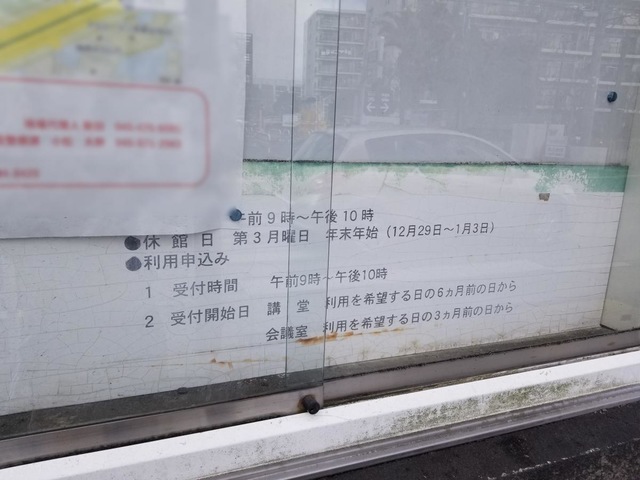 午前9時～午後10時
●休館日 第3月曜日 年末年始（12月29日～1月3日）
●利用申込み
1 受付時間 午前9時～午後10時
2 受付開始日 講堂 利用を希望する日の6ヵ月前の日から
会議室 利用を希望する日の3ヵ月前の日から